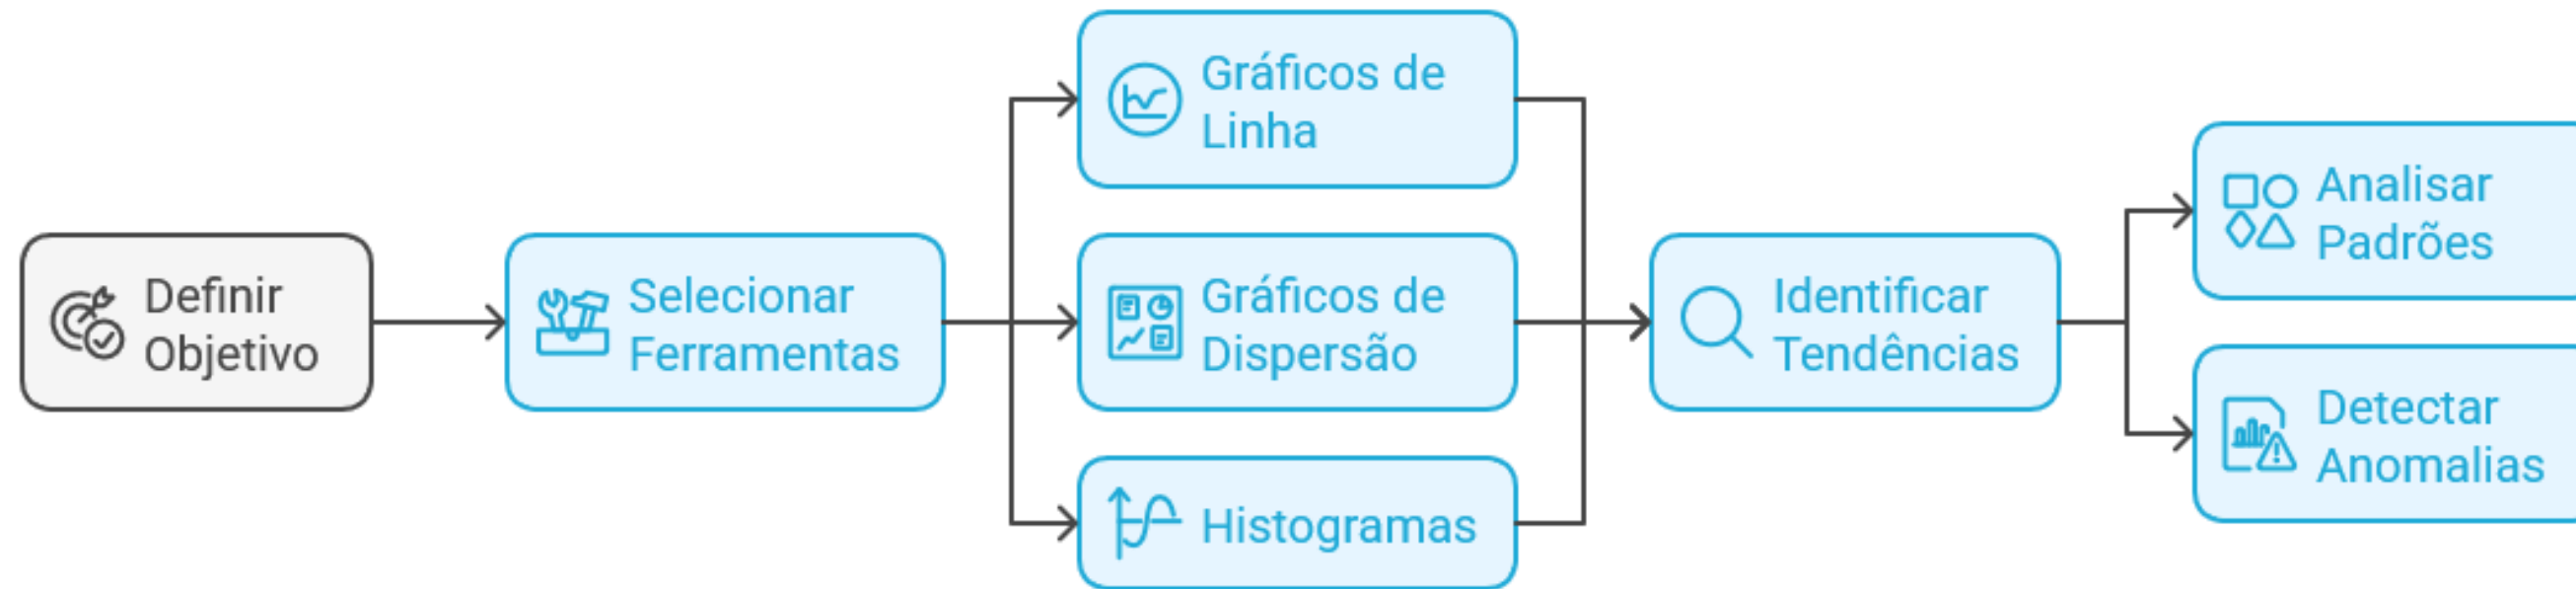 Definir
Objetivo
Selecionar
Ferramentas
Gráficos de
Linha
Gráficos de
Dispersão
Histogramas
Identificar
Tendências
Analisar
Padrões
Detectar
Anomalias